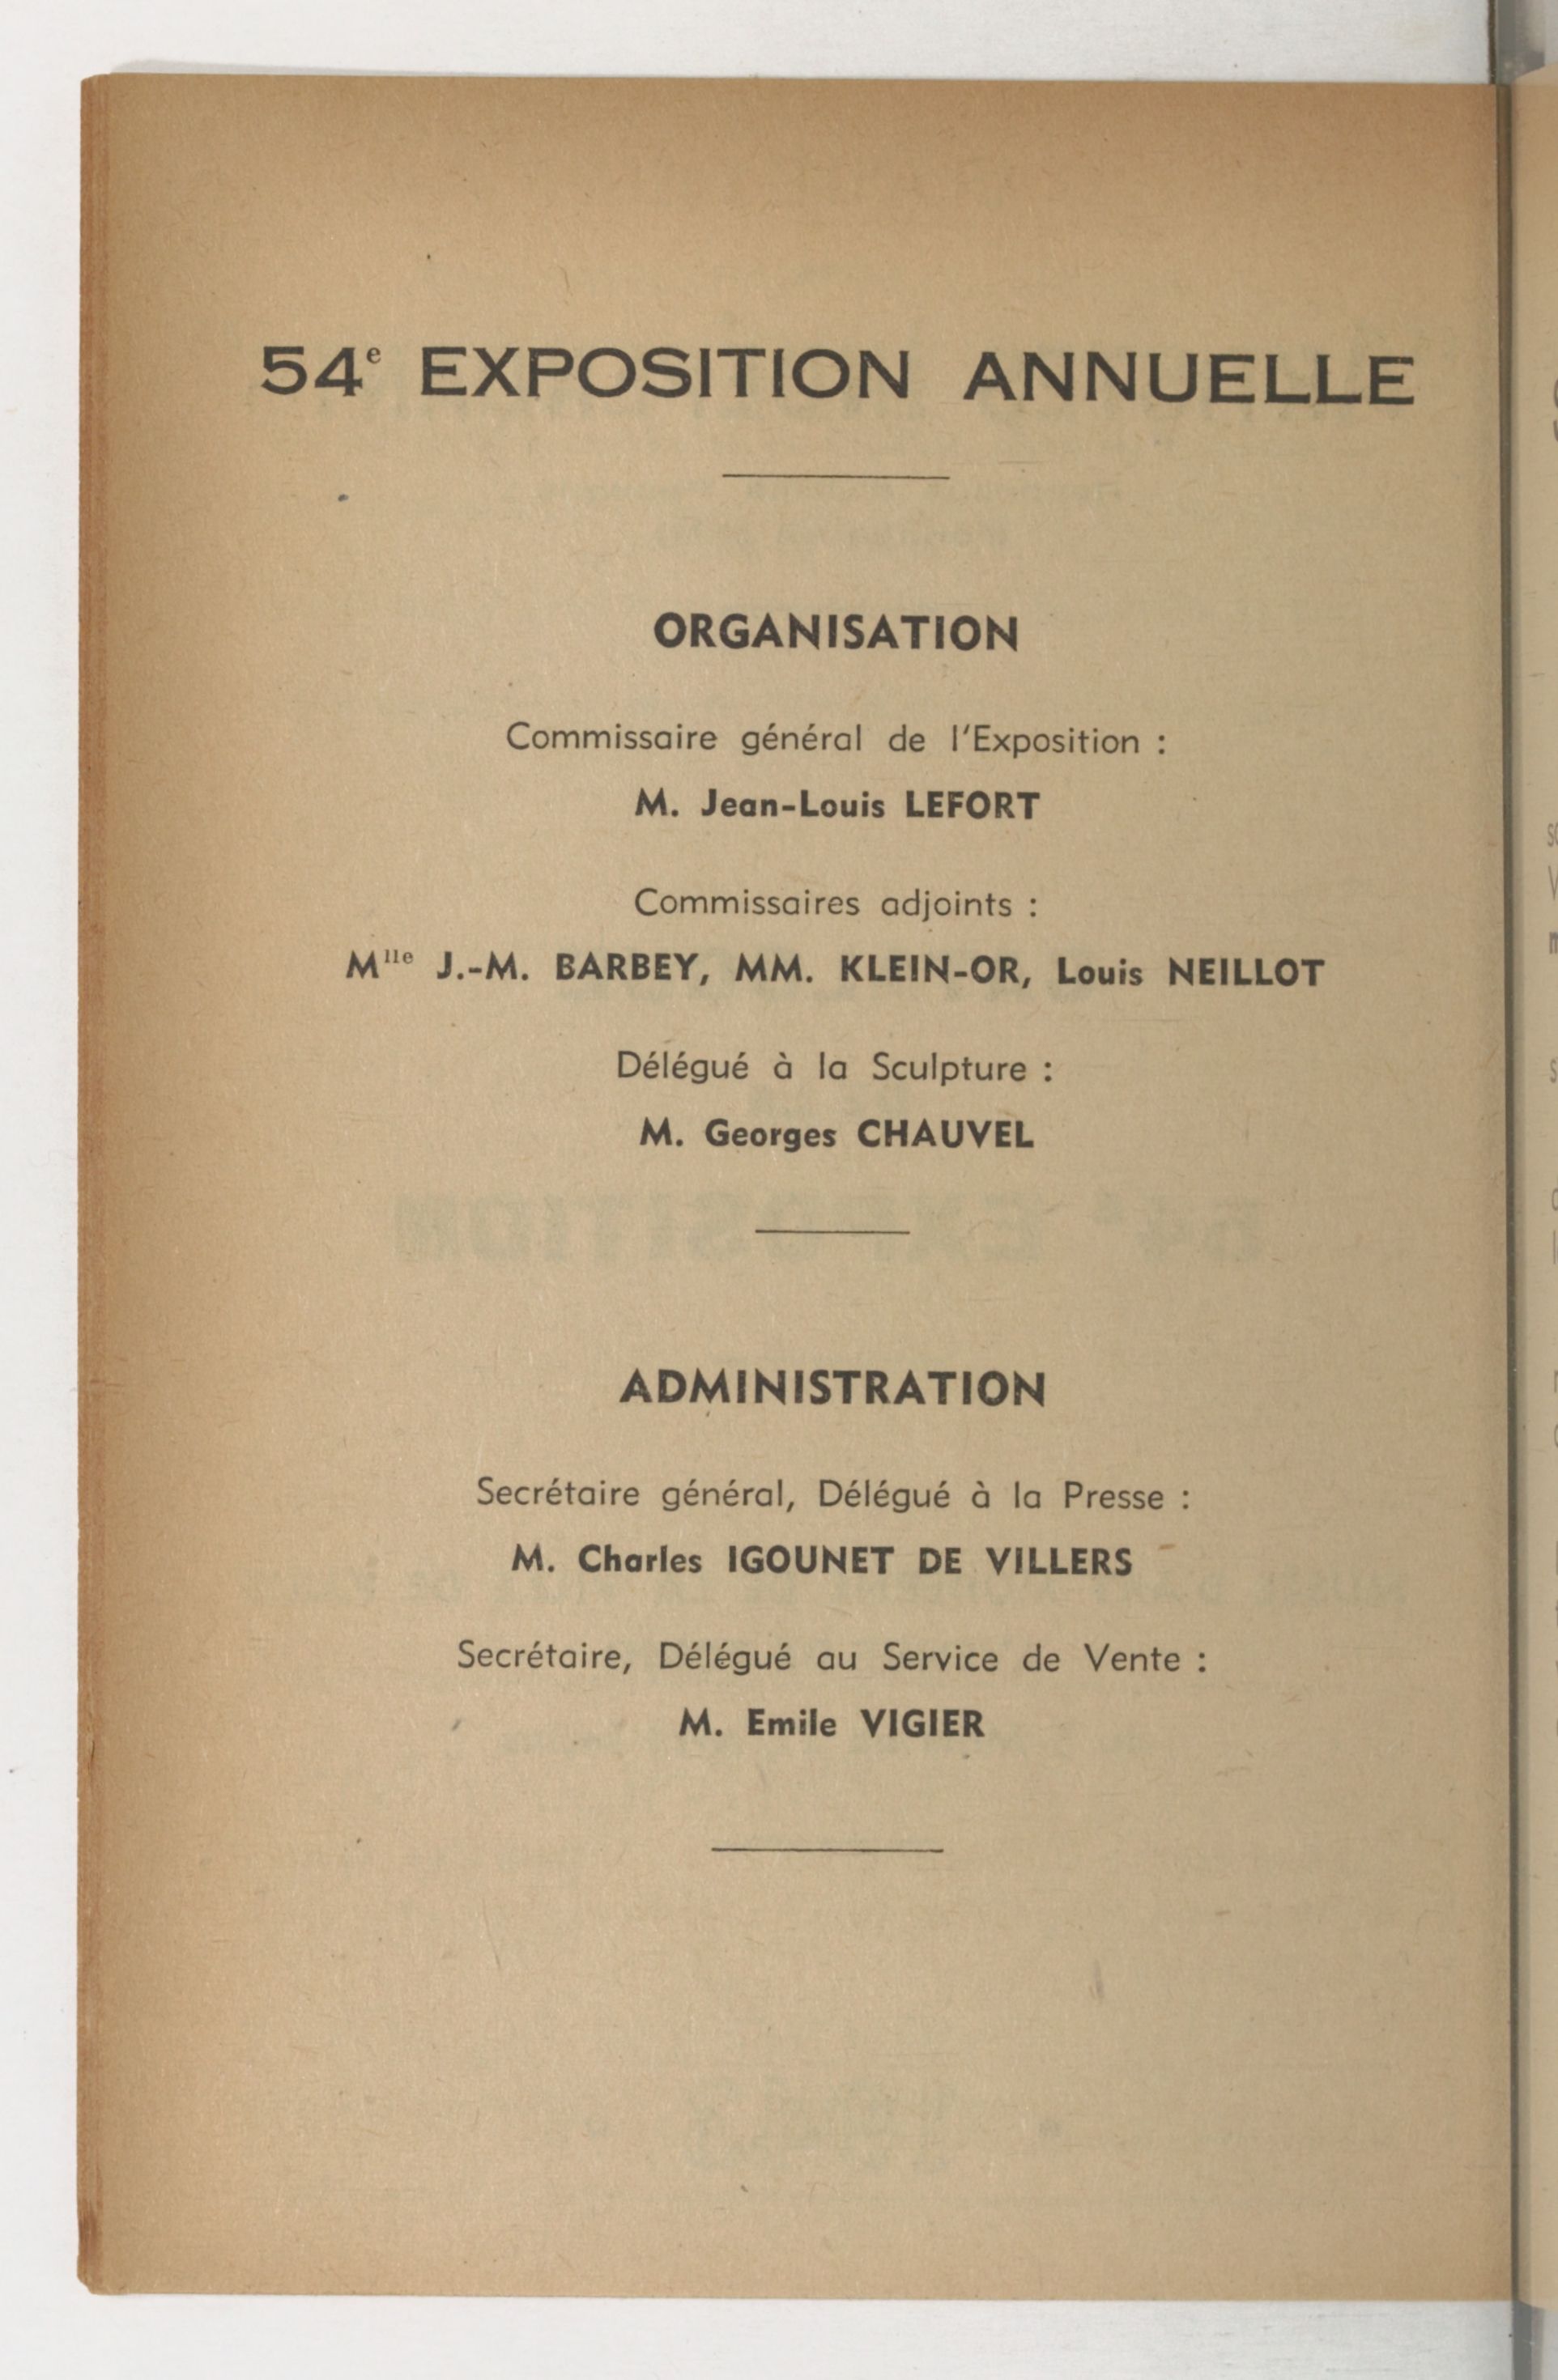 54e EXPOSITION ANNUELLE
ORGANISATION
Commissaire général de l'Exposition :
M. Jean-Louis LEFORT
Commissaires adjoints :
Mlle J.-M. BARBEY, MM. KLEIN-OR, Louis NEILLOT
Délégué à la Sculpture :
M. Georges CHAUVEL
ADMINISTRATION
Secrétaire général, Délégué à la Presse :
M. Charles IGOUNET DE VILLERS
Secrétaire, Délégué au Service de Vente :
M. Emile VIGIER